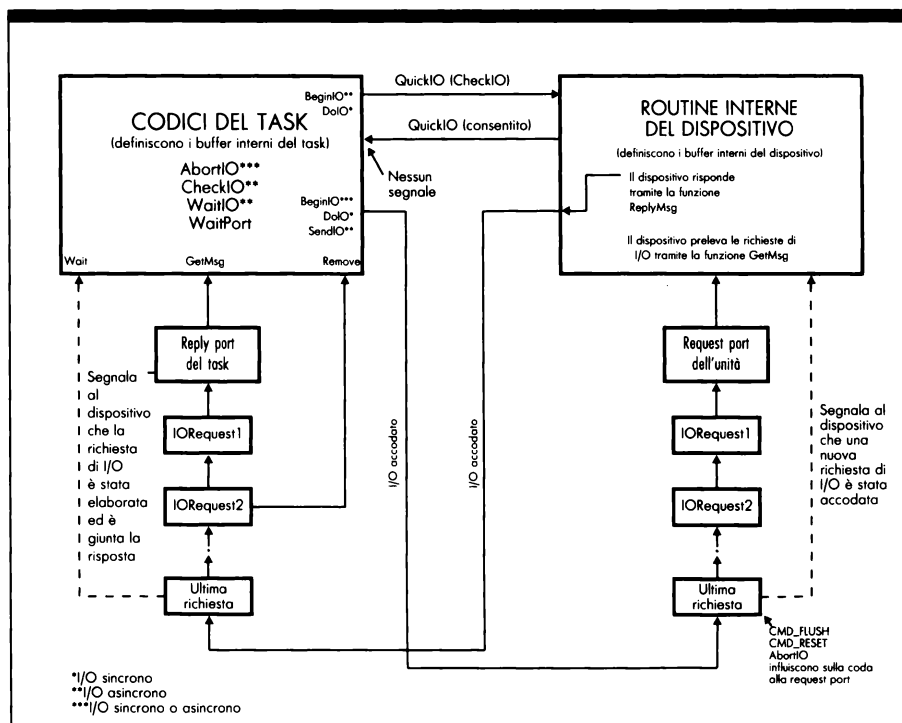 QuickIO (CheckIO)
BeginIO**
DoIO*
CODICI DEL TASK
(definiscono i buffer interni del task)
AbortIO***
CheckIO**
WaitIO**
WaitPort
QuickIO (consentito)
Nessun
segnale
BeginIO***
DoIO*
SendIO**
Wait
GetMsg
Remove
ROUTINE INTERNE
DEL DISPOSITIVO
(definiscono i buffer interni del dispositivo)
Il dispositivo risponde
tramite la funzione
ReplyMsg
Il dispositivo preleva le richieste di
I/O tramite la funzione GetMsg
Reply port
del task
Segnala
al
dispositivo
che la
richiesta
di I/O
è stata
elaborata
ed è
giunta la
risposta
IORequest1
IORequest2
Ultima
richiesta
I/O accodato
I/O accodato
Request port
dell'unità
IORequest1
IORequest2
Ultima
richiesta
Segnala al
dispositivo
che una
nuova
richiesta di
I/O è stata
accodata
CMD_FLUSH
CMD_RESET
AbortIO
influiscono sulla coda
alla request port
*I/O sincrono
**I/O asincrono
***I/O sincrono o asincrono